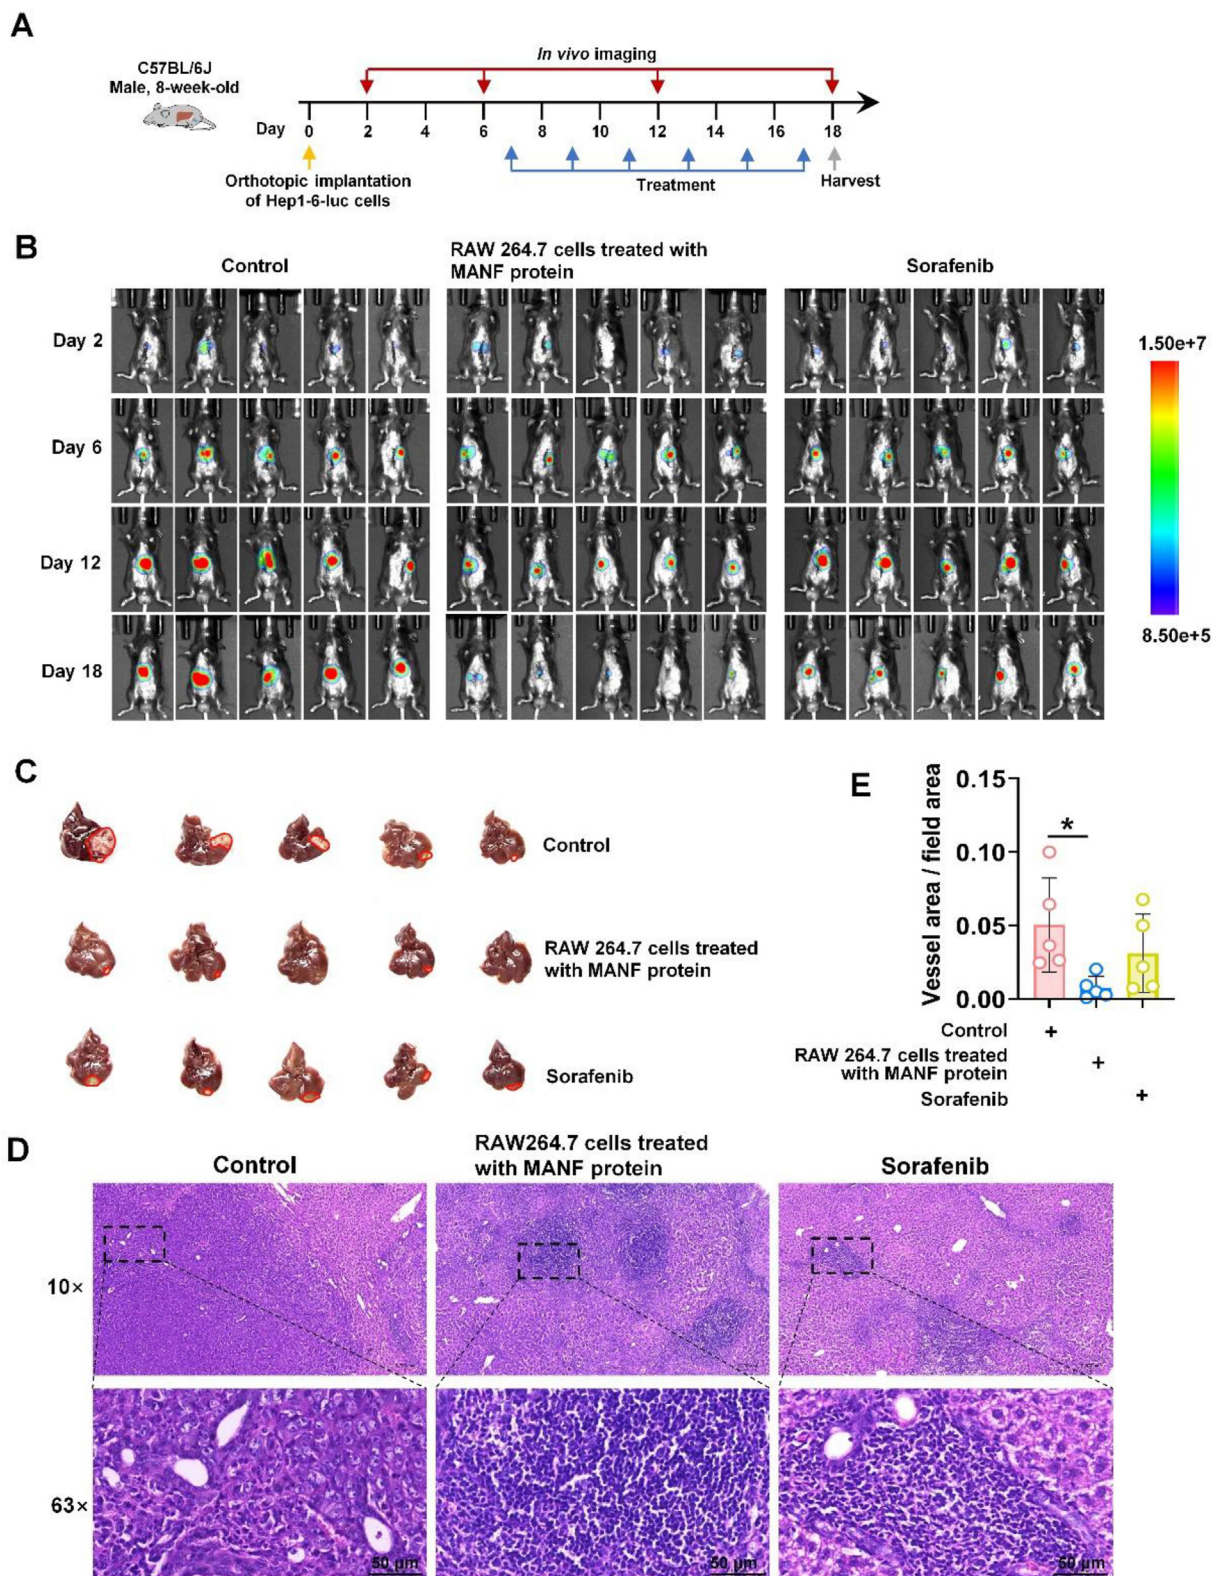 A
C57BL/6J
Male, 8-week-old
In vivo imaging
Day 0 2 4 6 8 10 12 14 16 18
Orthotopic implantation
of Hep1-6-luc cells
Treatment
Harvest
B
Control
RAW 264.7 cells treated with
MANF protein
Sorafenib
Day 2
Day 6
Day 12
Day 18
1.50e+7
8.50e+5
C
Control
RAW 264.7 cells treated
with MANF protein
Sorafenib
E
Vessel area / field area
0.15
0.10
0.05
0.00
*
Control +
RAW 264.7 cells treated
with MANF protein +
Sorafenib +
D
Control
RAW264.7 cells treated
with MANF protein
Sorafenib
10×
63×
50 μm
50 μm
50 μm